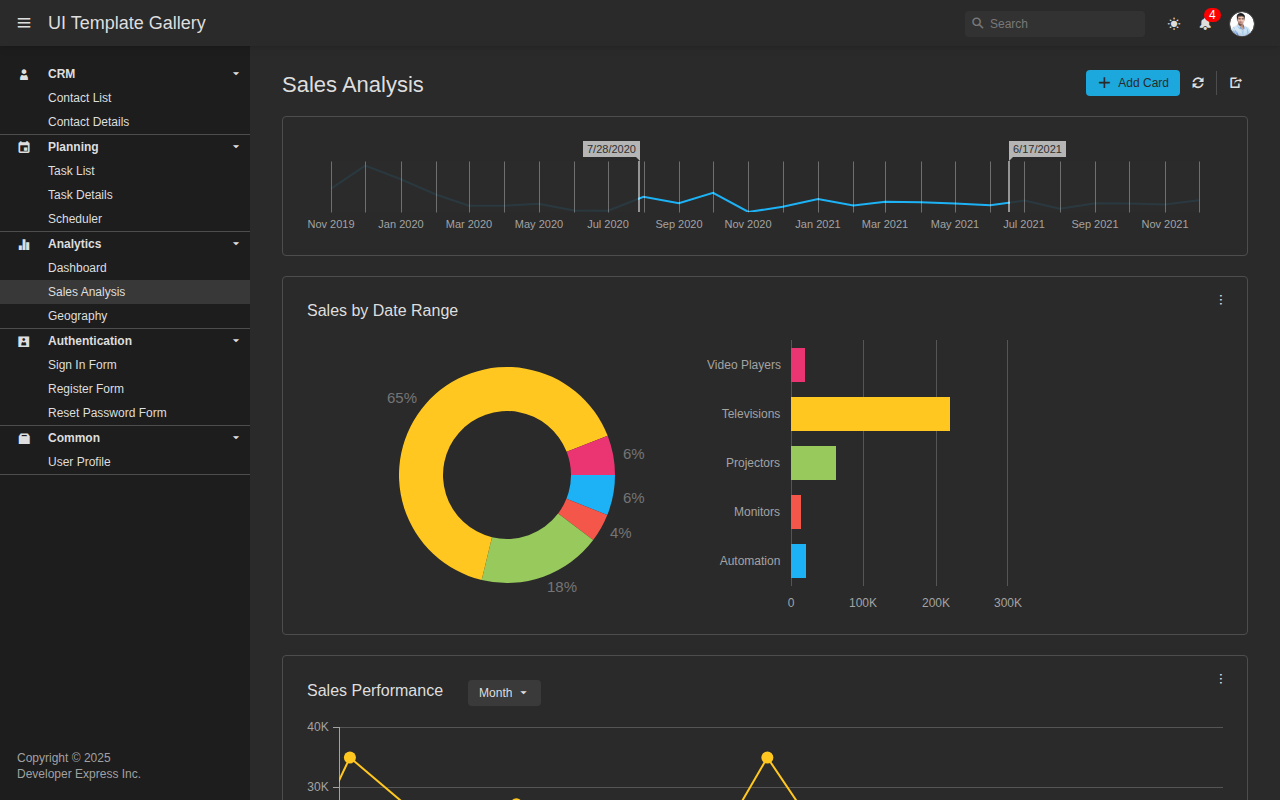 UI Template Gallery
Search
4
CRM
Contact List
Contact Details
Planning
Task List
Task Details
Scheduler
Analytics
Dashboard
Sales Analysis
Geography
Authentication
Sign In Form
Register Form
Reset Password Form
Common
User Profile
Copyright © 2025
Developer Express Inc.
Sales Analysis
Add Card
7/28/2020
6/17/2021
Nov 2019 Jan 2020 Mar 2020 May 2020 Jul 2020 Sep 2020 Nov 2020 Jan 2021 Mar 2021 May 2021 Jul 2021 Sep 2021 Nov 2021
Sales by Date Range
65%
6%
6%
4%
18%
Video Players
Televisions
Projectors
Monitors
Automation
0 100K 200K 300K
Sales Performance
Month
40K
30K